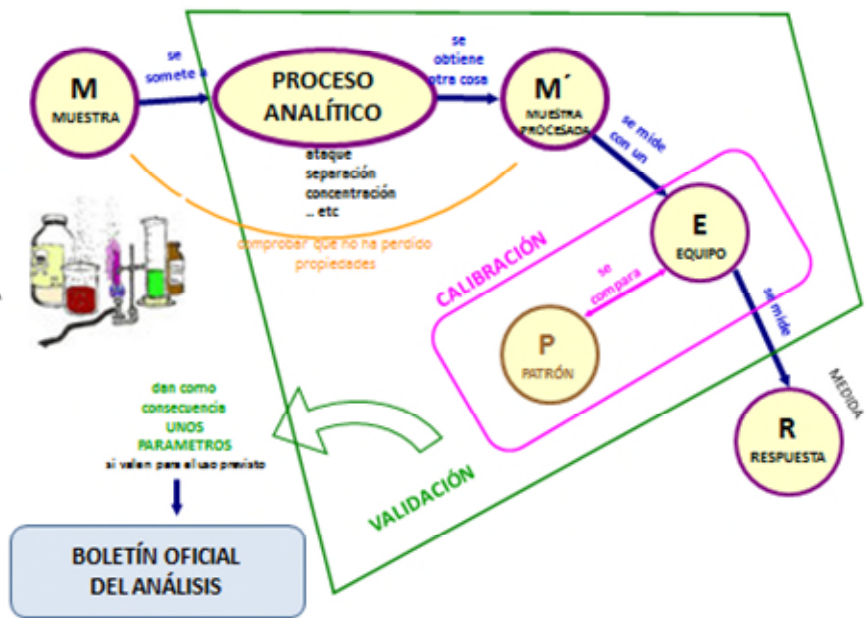 M
MUESTRA
se
somete a
PROCESO
ANALÍTICO
se
obtiene
otra cosa
M´
MUESTRA
PROCESADA
ataque
separación
concentración
... etc
comprobar que no ha perdido
propiedades
se mide
con un
E
EQUIPO
CALIBRACIÓN
se
compara
P
PATRÓN
se mide
MEDIDA
R
RESPUESTA
dan como
consecuencia
UNOS
PARAMETROS
si valen para el uso previsto
VALIDACIÓN
BOLETÍN OFICIAL
DEL ANÁLISIS